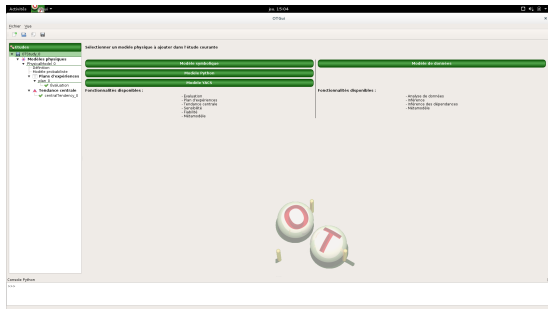 Activités
jeu. 15:04
OTGui
Fichier Vue
Études
Sélectionner un modèle physique à ajouter dans l'étude courante
OTStudy_0
Modèles physiques
PhysicalModel_0
Définition
Modèle probabiliste
Plans d'expériences
plan_0
Evaluation
Tendance centrale
centralTendency_0
Modèle symbolique
Modèle Python
Modèle YACS
Fonctionnalités disponibles :
- Evaluation
- Plan d'expériences
- Tendance centrale
- Sensibilité
- Fiabilité
- Métamodèle
Modèle de données
Fonctionnalités disponibles :
- Analyse de données
- Inférence
- Inférence des dépendances
- Métamodèle
OT
Console Python
>>>